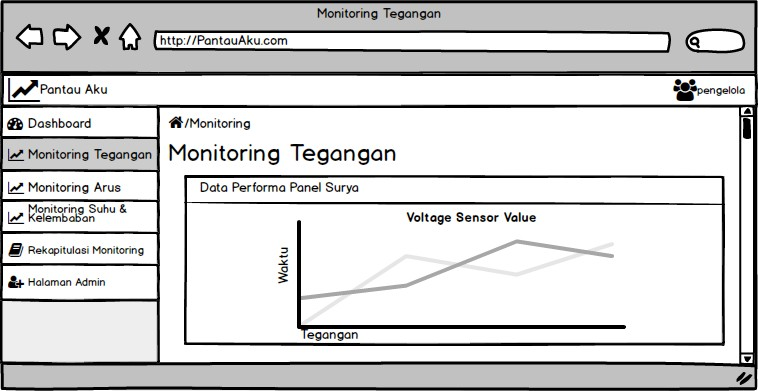 Monitoring Tegangan
http://PantauAku.com
Pantau Aku
pengelola
Dashboard
Monitoring Tegangan
Monitoring Arus
Monitoring Suhu &
Kelembaban
Rekapitulasi Monitoring
Halaman Admin
/Monitoring
Monitoring Tegangan
Data Performa Panel Surya
Voltage Sensor Value
Waktu
Tegangan